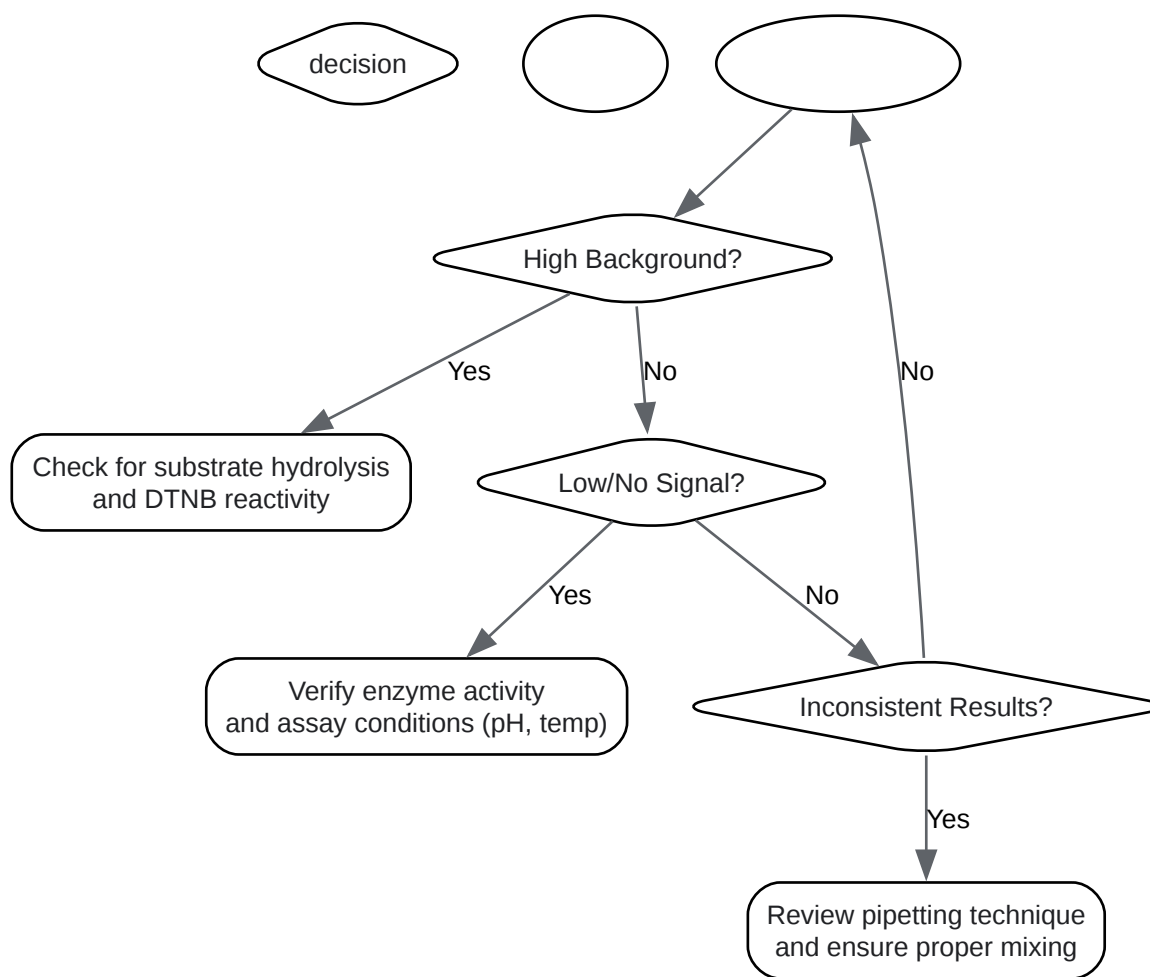 decision
High Background?
Yes
No
No
Check for substrate hydrolysis
and DTNB reactivity
Low/No Signal?
Yes
No
Verify enzyme activity
and assay conditions (pH, temp)
Inconsistent Results?
Yes
Review pipetting technique
and ensure proper mixing